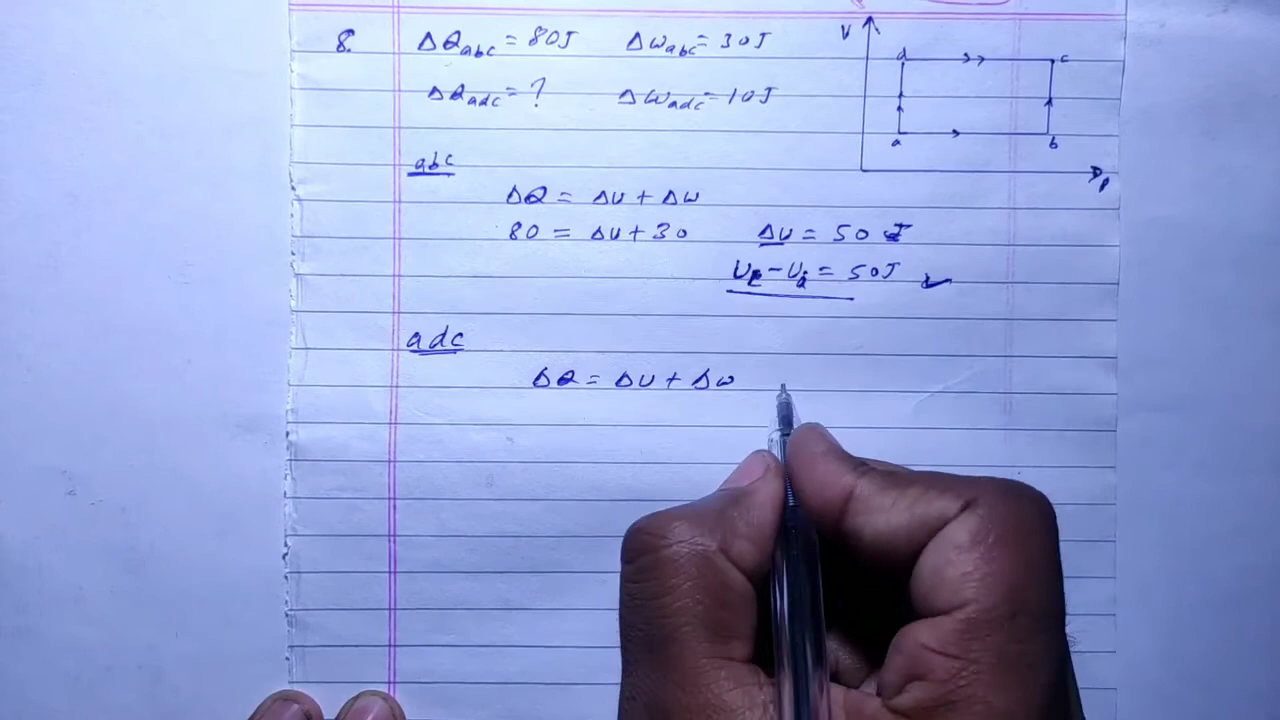 8. ΔQabc = 80J ΔWabc = 30J
ΔQadc = ? ΔWadc = 10J
V
d c
a b
P
abc
ΔQ = ΔU + ΔW
80 = ΔU + 30 ΔU = 50 J
Uc - Ua = 50J
adc
ΔQ = ΔU + ΔW